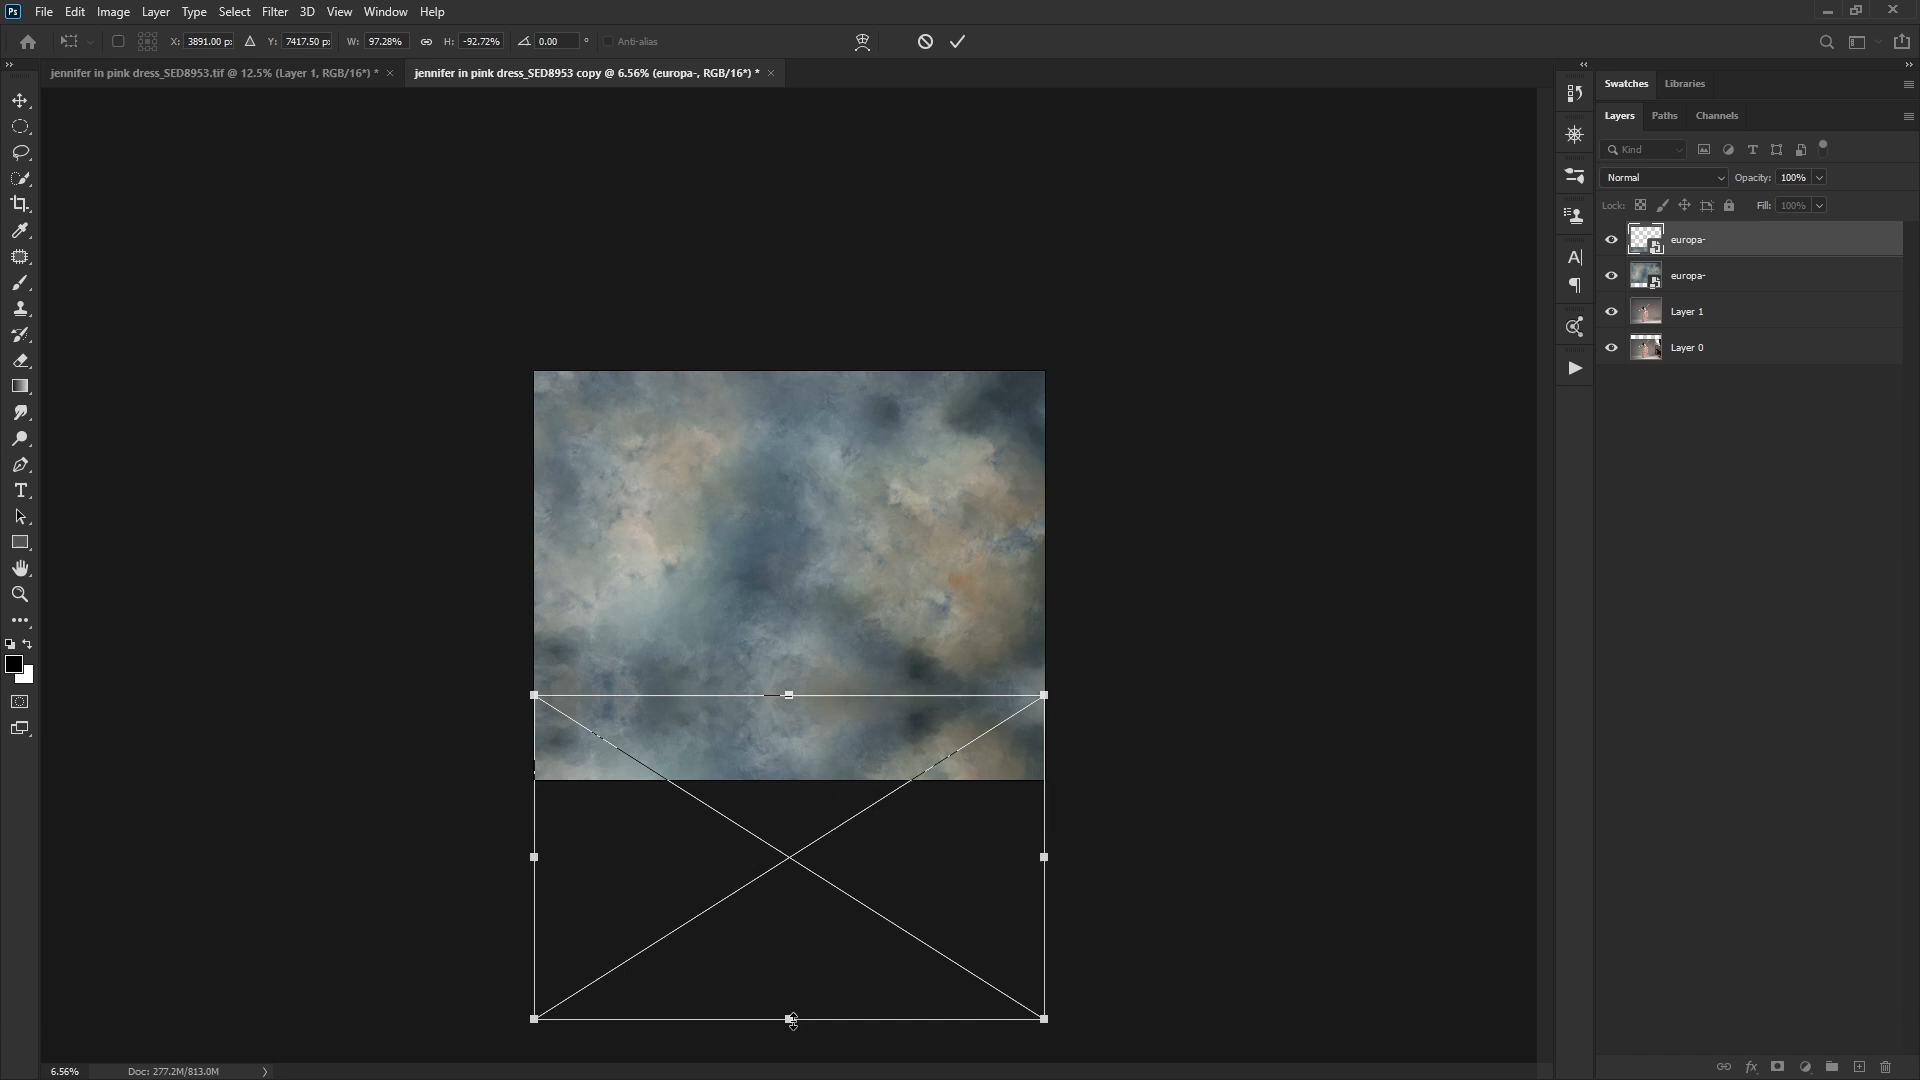 Ps File Edit Image Layer Type Select Filter 3D View Window Help
X: 3891.00 p: Y: 7417.50 p: W: 97.28% H: -92.72% 0.00 ° Anti-alias
jennifer in pink dress_SED8953.tif @ 12.5% (Layer 1, RGB/16*) * × jennifer in pink dress_SED8953 copy @ 6.56% (europa-, RGB/16*) * ×
Swatches Libraries
Layers Paths Channels
Kind
Normal Opacity: 100%
Lock: Fill: 100%
europa-
europa-
Layer 1
Layer 0
6.56% Doc: 277.2M/813.0M